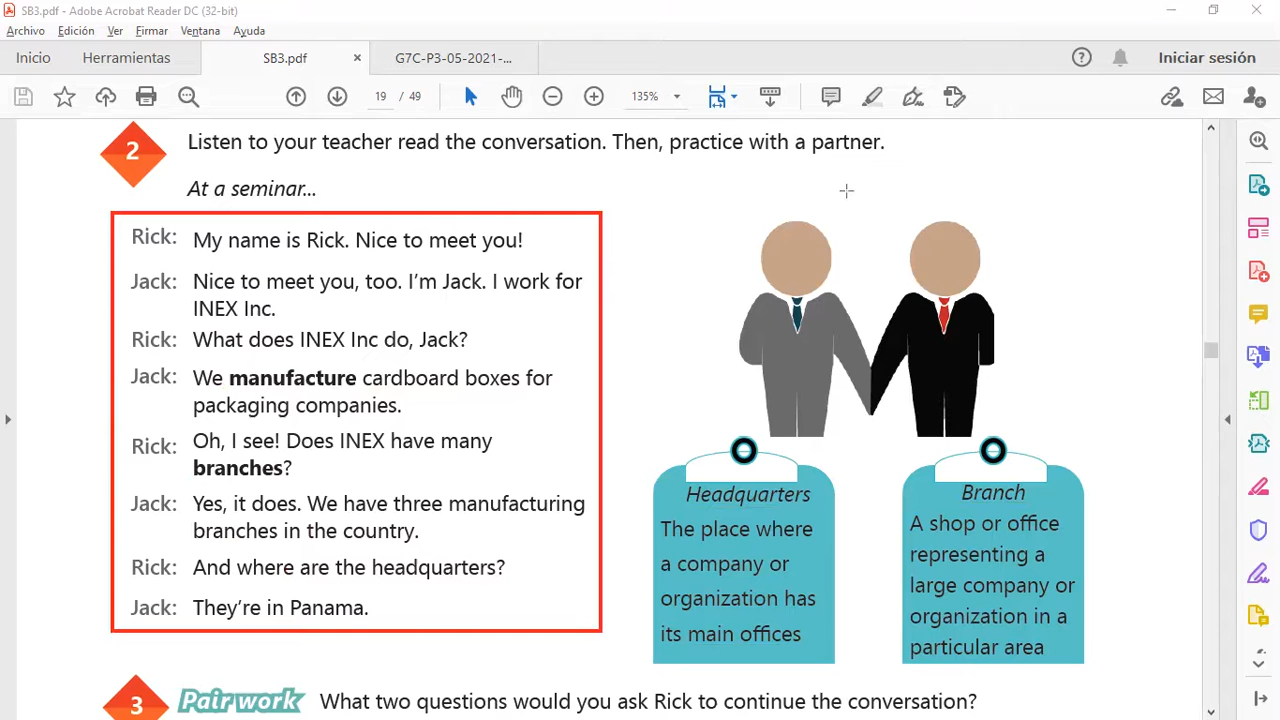 SB3.pdf - Adobe Acrobat Reader DC (32-bit)
Archivo Edición Ver Firmar Ventana Ayuda
Inicio Herramientas SB3.pdf × G7C-P3-05-2021-... Iniciar sesión
19 / 49 135%
2 Listen to your teacher read the conversation. Then, practice with a partner.
At a seminar...
Rick: My name is Rick. Nice to meet you!
Jack: Nice to meet you, too. I'm Jack. I work for
INEX Inc.
Rick: What does INEX Inc do, Jack?
Jack: We manufacture cardboard boxes for
packaging companies.
Rick: Oh, I see! Does INEX have many
branches?
Jack: Yes, it does. We have three manufacturing
branches in the country.
Rick: And where are the headquarters?
Jack: They're in Panama.
Headquarters
The place where
a company or
organization has
its main offices
Branch
A shop or office
representing a
large company or
organization in a
particular area
3 Pair work What two questions would you ask Rick to continue the conversation?